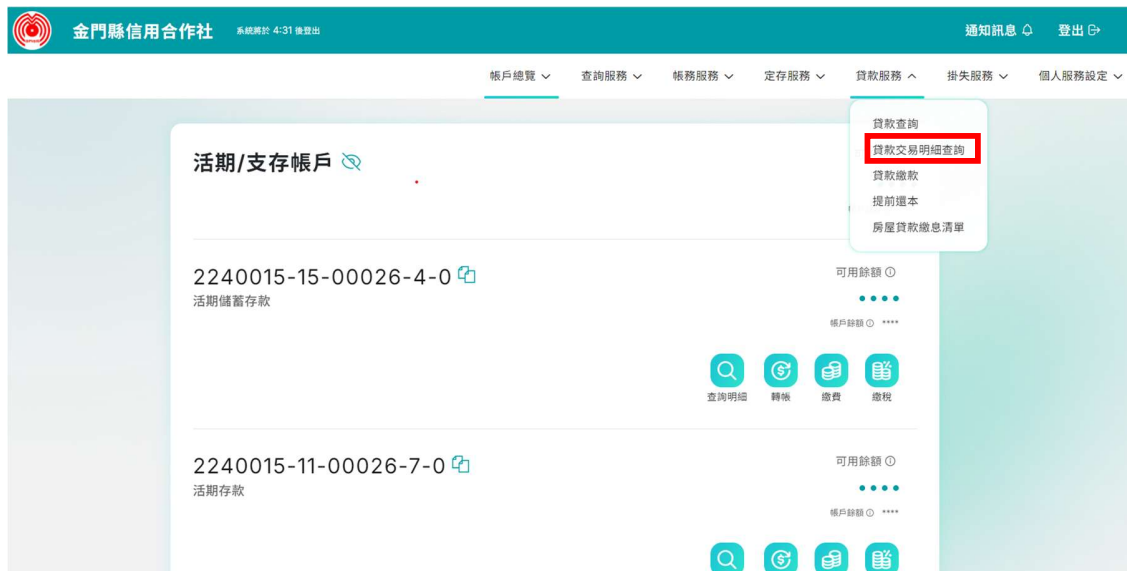 金門縣信用合作社 系統將於 4:31 後登出 通知訊息 登出
帳戶總覽 查詢服務 帳務服務 定存服務 貸款服務 掛失服務 個人服務設定
貸款查詢
貸款交易明細查詢
貸款繳款
提前還本
房屋貸款繳息清單
活期/支存帳戶
2240015-15-00026-4-0
活期儲蓄存款
可用餘額
••••
帳戶餘額 ****
查詢明細 轉帳 繳費 繳稅
2240015-11-00026-7-0
活期存款
可用餘額
••••
帳戶餘額 ****